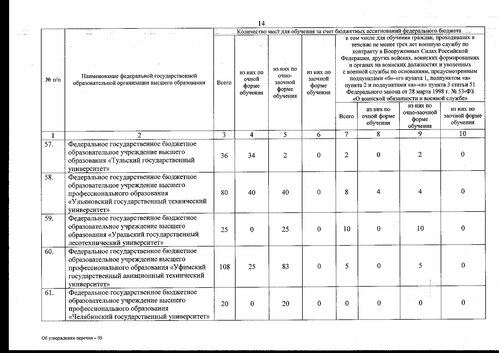 14
№ п/п
Наименование федеральной государственной
образовательной организации высшего образования
Количество мест для обучения за счет бюджетных ассигнований федерального бюджета
Всего
из них по
очной
форме
обучения
из них по
очно-
заочной
форме
обучения
из них по
заочной
форме
обучения
в том числе для обучения граждан, проходивших в
течение не менее трех лет военную службу по
контракту в Вооруженных Силах Российской
Федерации, других войсках, воинских формированиях
и органах на воинских должностях и уволенных
с военной службы по основаниям, предусмотренным
подпунктами «б»-«г» пункта 1, подпунктом «а»
пункта 2 и подпунктами «а»-«в» пункта 3 статьи 51
Федерального закона от 28 марта 1998 г. № 53-ФЗ
«О воинской обязанности и военной службе»
Всего
из них по
очной форме
обучения
из них по
очно-заочной
форме
обучения
из них по
заочной форме
обучения
1 2 3 4 5 6 7 8 9 10
57. Федеральное государственное бюджетное
образовательное учреждение высшего
образования «Тульский государственный
университет»
36 34 2 0 2 0 2 0
58. Федеральное государственное бюджетное
образовательное учреждение высшего
профессионального образования
«Ульяновский государственный технический
университет»
80 40 40 0 8 4 4 0
59. Федеральное государственное бюджетное
образовательное учреждение высшего
образования «Уральский государственный
лесотехнический университет»
25 0 25 0 10 0 10 0
60. Федеральное государственное бюджетное
образовательное учреждение высшего
профессионального образования «Уфимский
государственный авиационный технический
университет»
108 25 83 0 5 0 5 0
61. Федеральное государственное бюджетное
образовательное учреждение высшего
профессионального образования
«Челябинский государственный университет»
20 0 20 0 0 0 0 0
Об утверждении перечня – 05